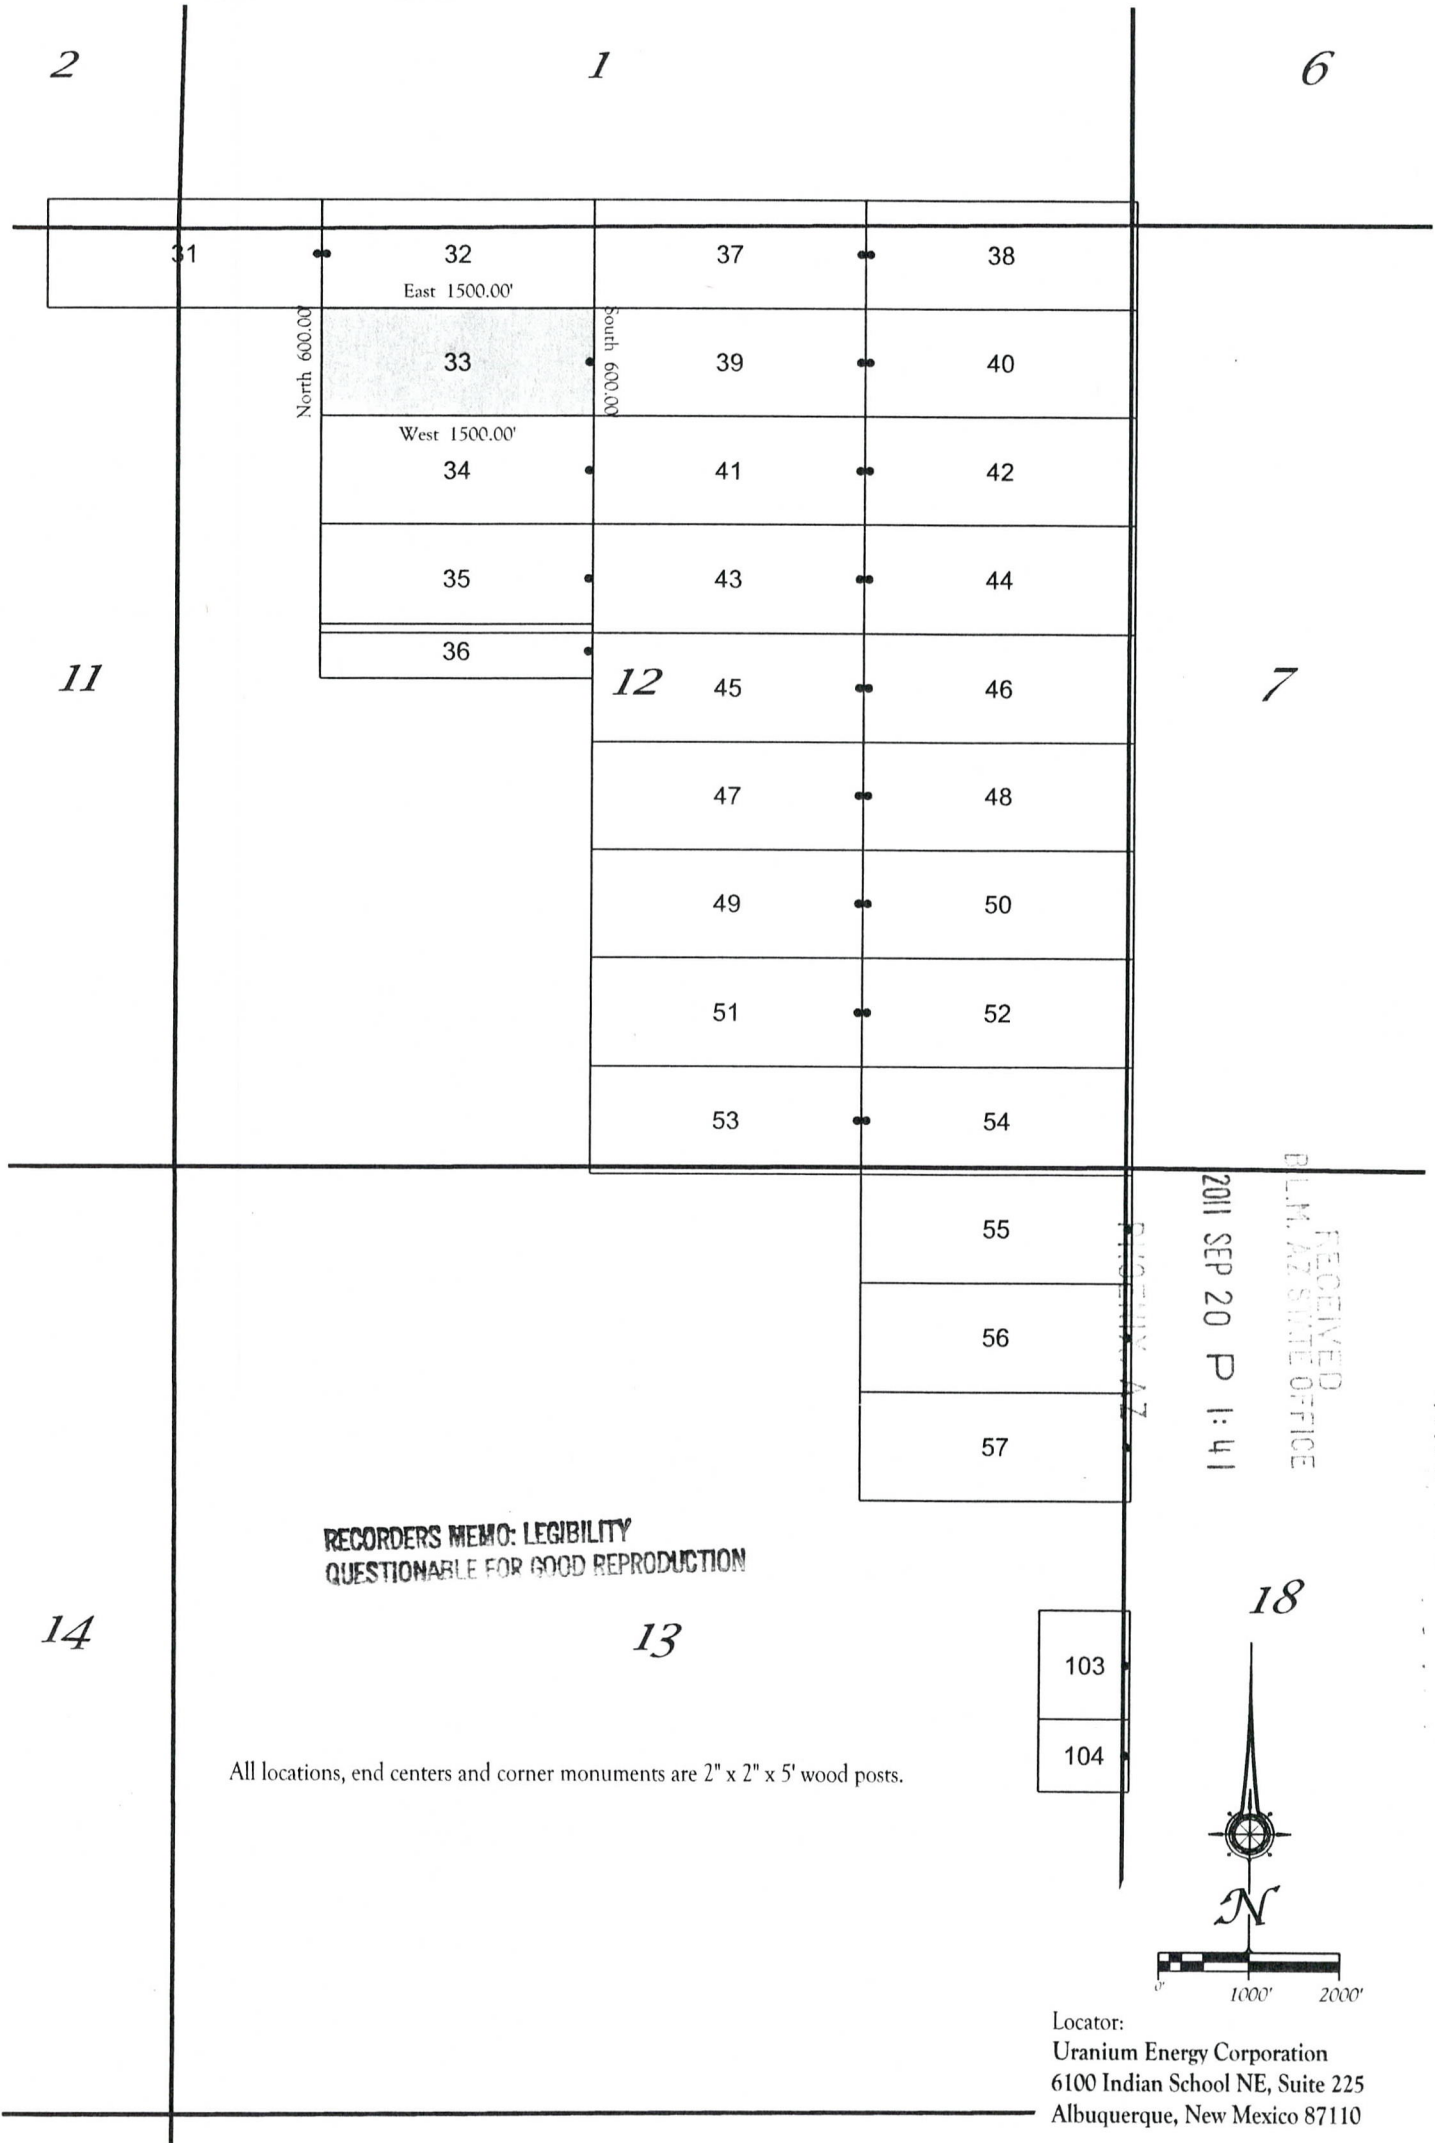 2 1 6
31 32 37 38
East 1500.00'
North 600.00'
33
South 600.00'
39 40
West 1500.00'
34 41 42
35 43 44
36
11 12 45 46 7
47 48
49 50
51 52
53 54
55
56
57
RECEIVED
B.L.M. AZ STATE OFFICE
2011 SEP 20 P 1:41
PHOENIX, AZ
RECORDERS MEMO: LEGIBILITY
QUESTIONABLE FOR GOOD REPRODUCTION
14 13 18
103
104
All locations, end centers and corner monuments are 2" x 2" x 5' wood posts.
N
0' 1000' 2000'
Locator:
Uranium Energy Corporation
6100 Indian School NE, Suite 225
Albuquerque, New Mexico 87110